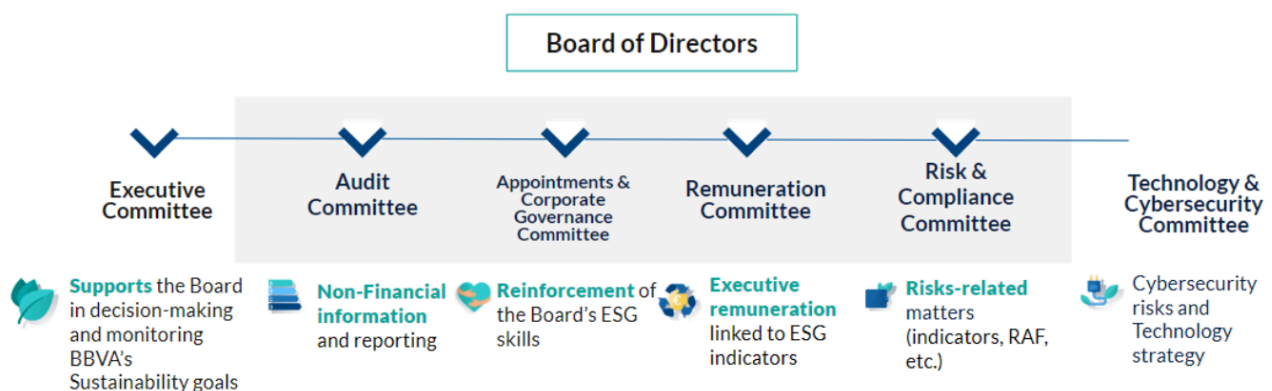 Board of Directors
Executive
Committee
Audit
Committee
Appointments &
Corporate
Governance
Committee
Remuneration
Committee
Risk &
Compliance
Committee
Technology &
Cybersecurity
Committee
Supports the Board
in decision-making
and monitoring
BBVA's
Sustainability goals
Non-Financial
information
and reporting
Reinforcement of
the Board's ESG
skills
Executive
remuneration
linked to ESG
indicators
Risks-related
matters
(indicators, RAF,
etc.)
Cybersecurity
risks and
Technology
strategy